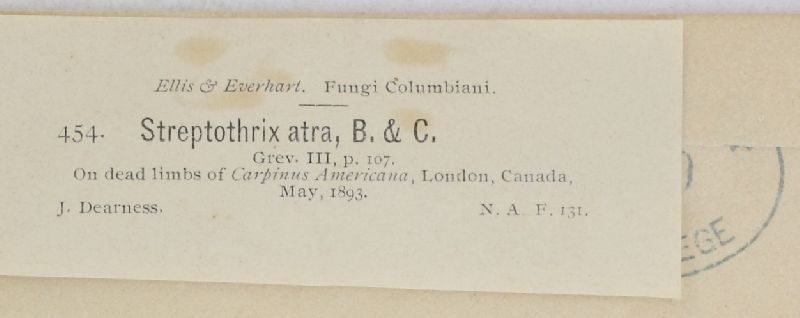 Ellis & Everhart. Fungi Columbiani.
454. Streptothrix atra, B. & C.
Grev. III, p. 107.
On dead limbs of Carpinus Americana, London, Canada,
May, 1893.
J. Dearness. N. A. F. 131.
EGE